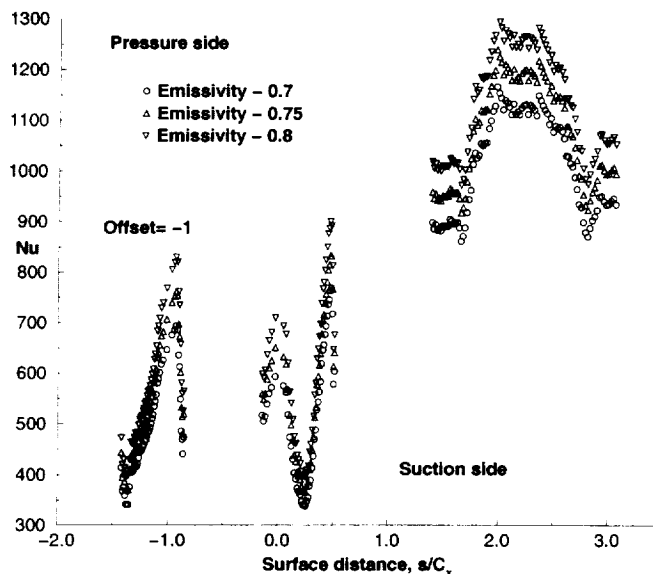 1300
1200
1100
1000
900
Nu
800
700
600
500
400
300
Pressure side
Emissivity – 0.7
Emissivity – 0.75
Emissivity – 0.8
Offset= –1
Suction side
–2.0 –1.0 0.0 1.0 2.0 3.0
Surface distance, s/Cₓ